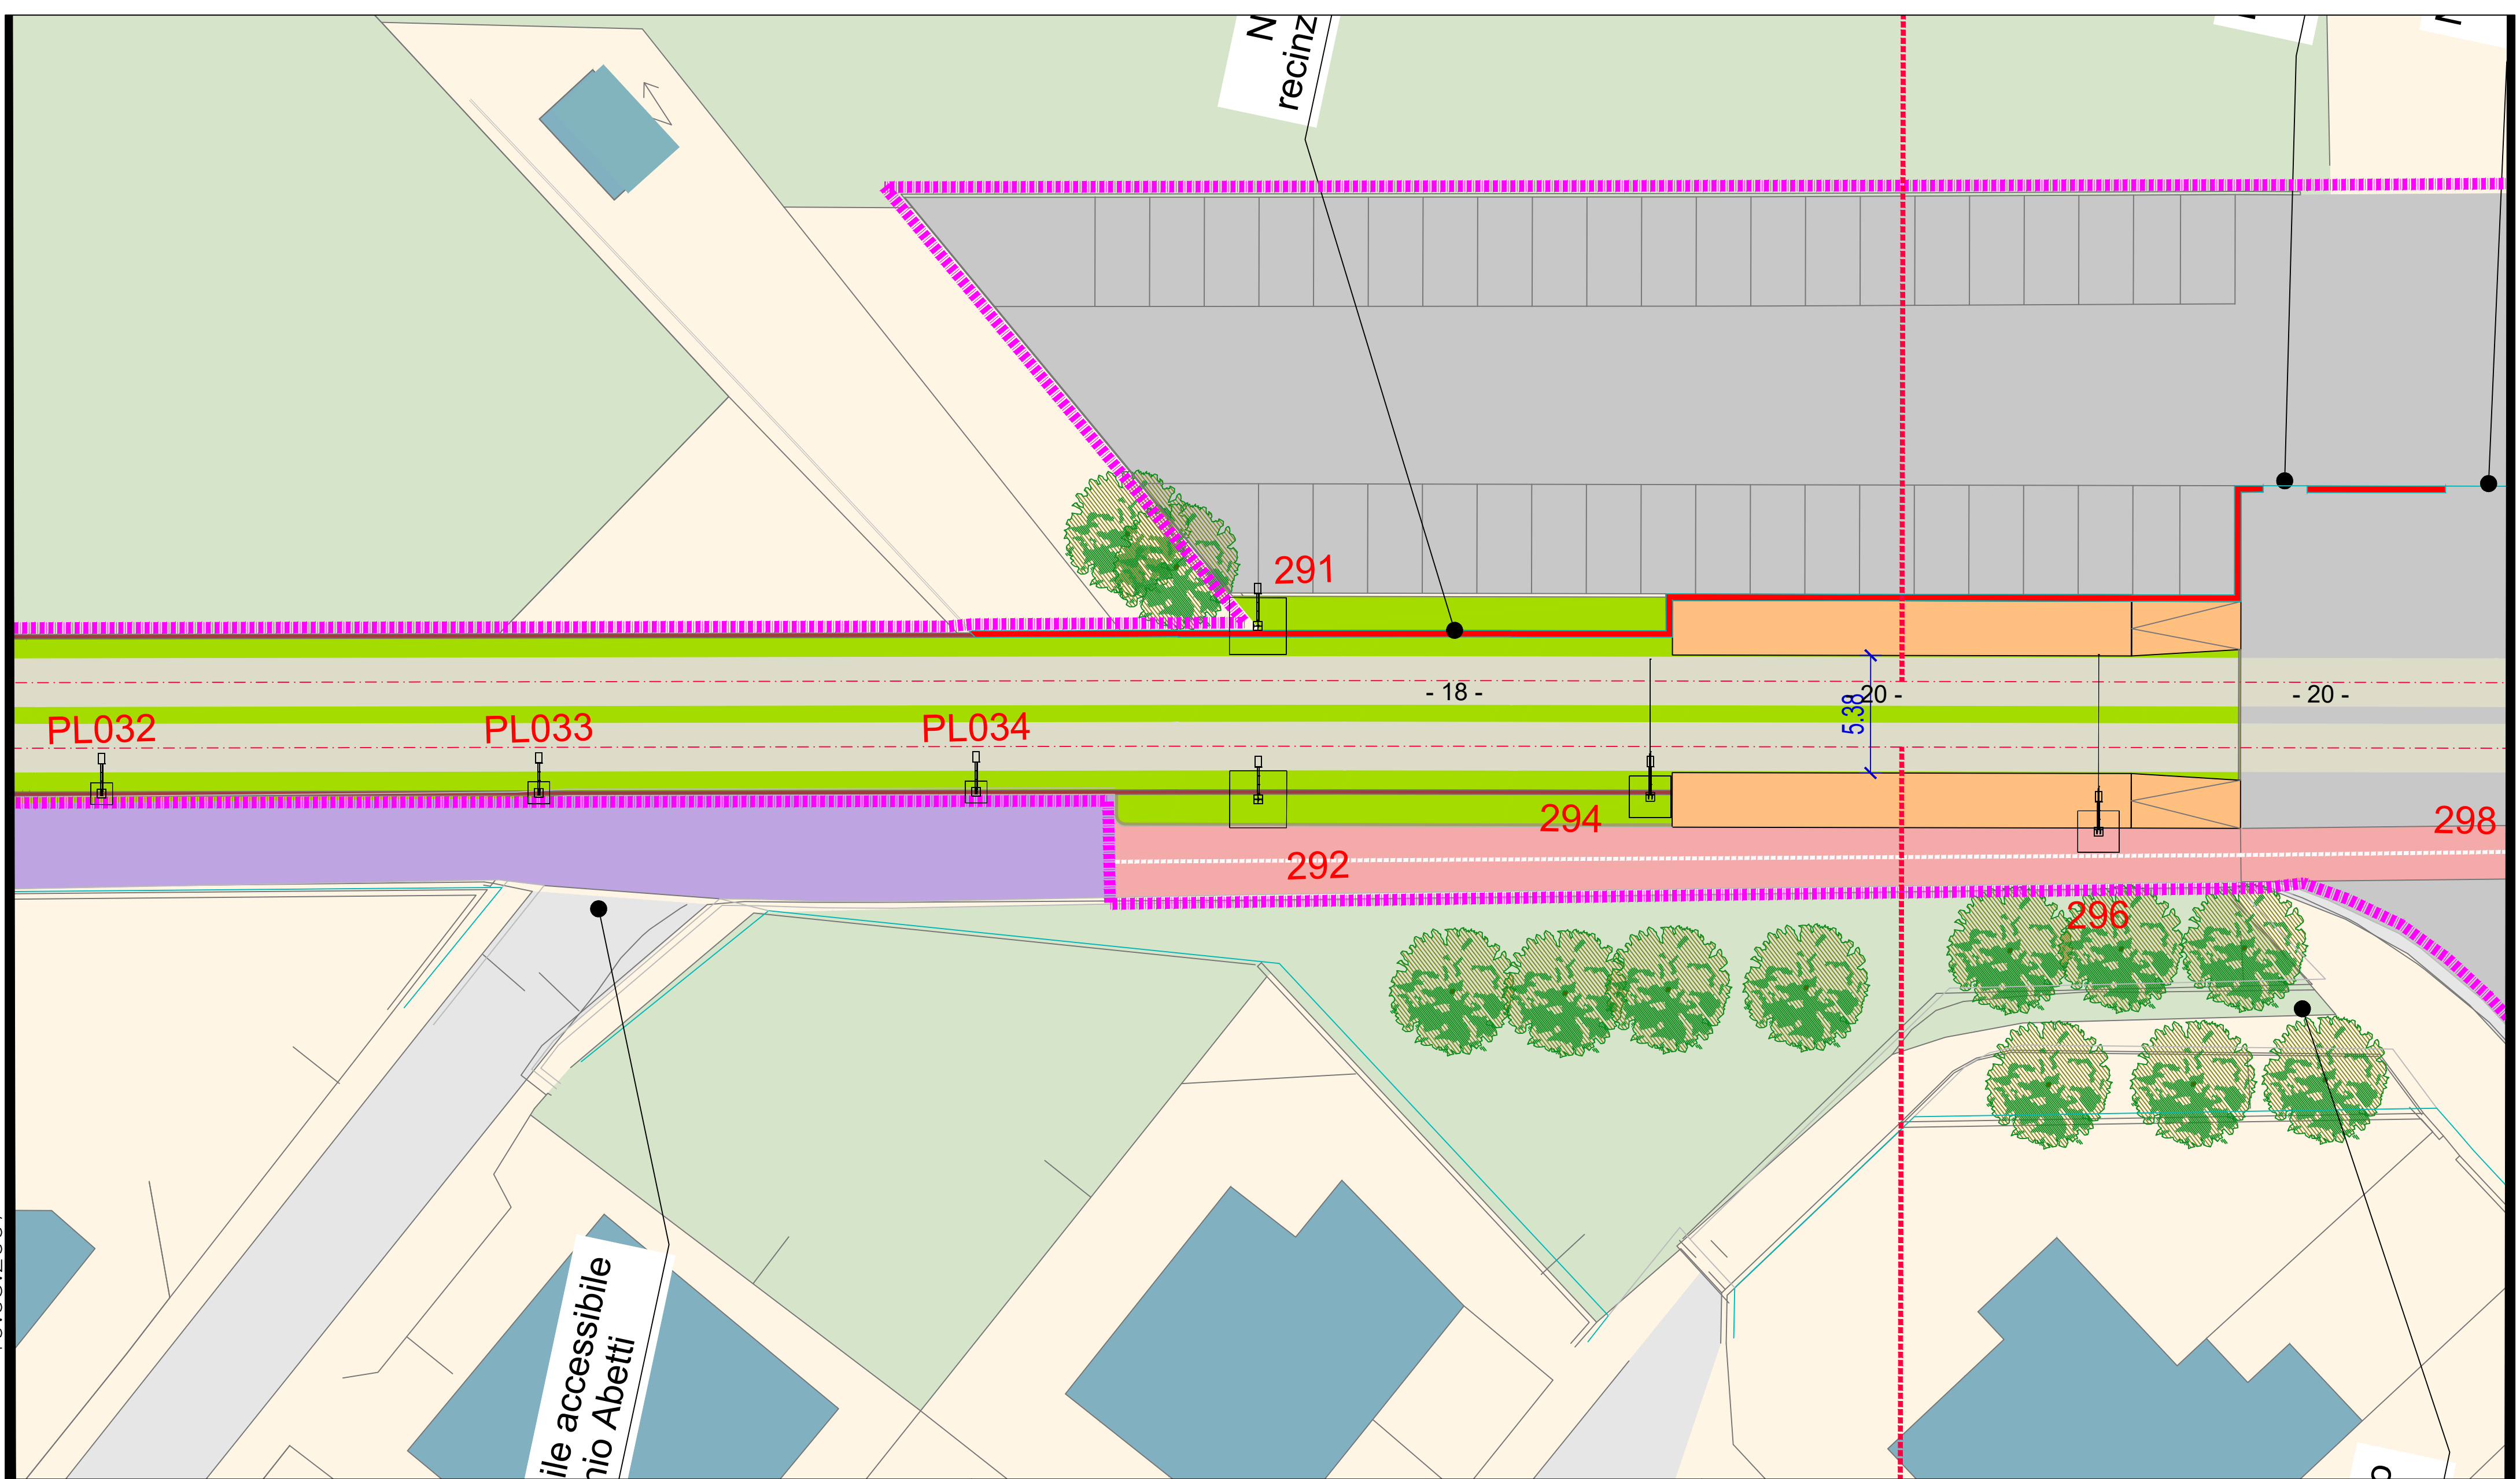 N
recinz
291
- 18 -
20 -
- 20 -
5.38
PL032
PL033
PL034
294
298
292
296
ile accessibile
nio Abetti